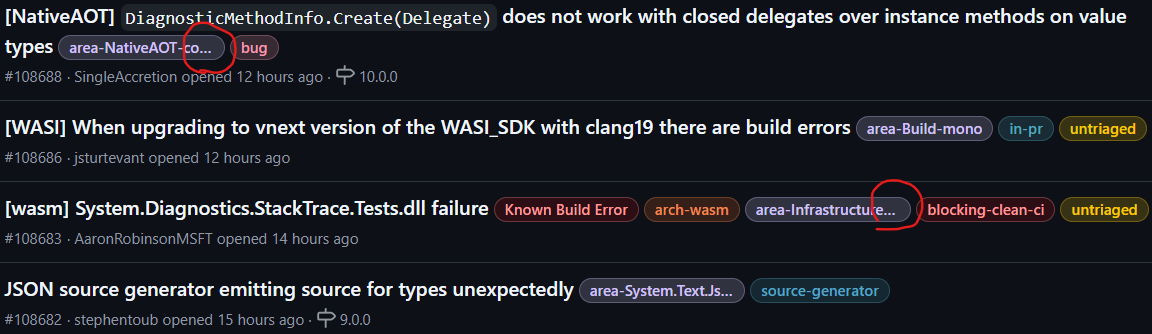 [NativeAOT] DiagnosticMethodInfo.Create(Delegate) does not work with closed delegates over instance methods on value
types area-NativeAOT-co... bug
#108688 · SingleAccretion opened 12 hours ago · 10.0.0
[WASI] When upgrading to vnext version of the WASI_SDK with clang19 there are build errors area-Build-mono in-pr untriaged
#108686 · jsturtevant opened 12 hours ago
[wasm] System.Diagnostics.StackTrace.Tests.dll failure Known Build Error arch-wasm area-Infrastructure... blocking-clean-ci untriaged
#108683 · AaronRobinsonMSFT opened 14 hours ago
JSON source generator emitting source for types unexpectedly area-System.Text.Js... source-generator
#108682 · stephentoub opened 15 hours ago · 9.0.0